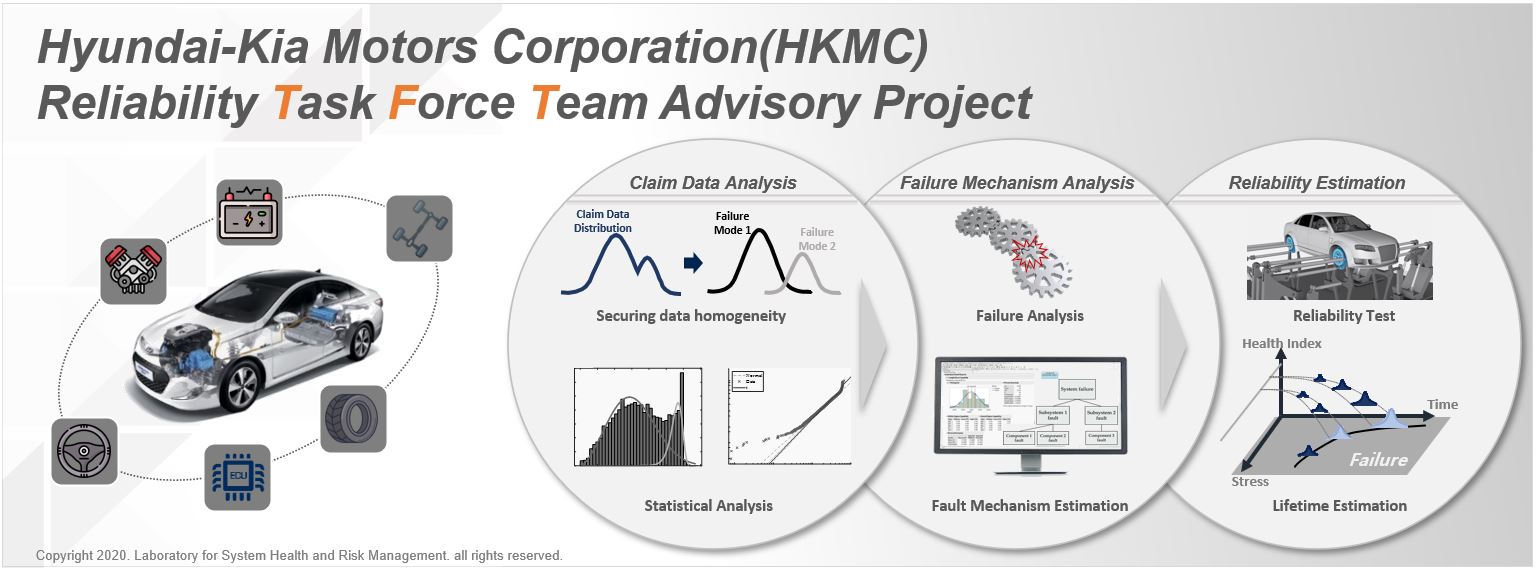 Hyundai-Kia Motors Corporation(HKMC)
Reliability Task Force Team Advisory Project
Claim Data Analysis
Claim Data
Distribution
Failure
Mode 1
Failure
Mode 2
Securing data homogeneity
Normal
Data
Statistical Analysis
Failure Mechanism Analysis
Failure Analysis
System failure
Subsystem 1
fault
Subsystem 2
fault
Component 1
fault
Component 2
fault
Component 3
fault
Fault Mechanism Estimation
Reliability Estimation
Reliability Test
Health Index
Time
Failure
Stress
Lifetime Estimation
ECU
Copyright 2020. Laboratory for System Health and Risk Management. all rights reserved.